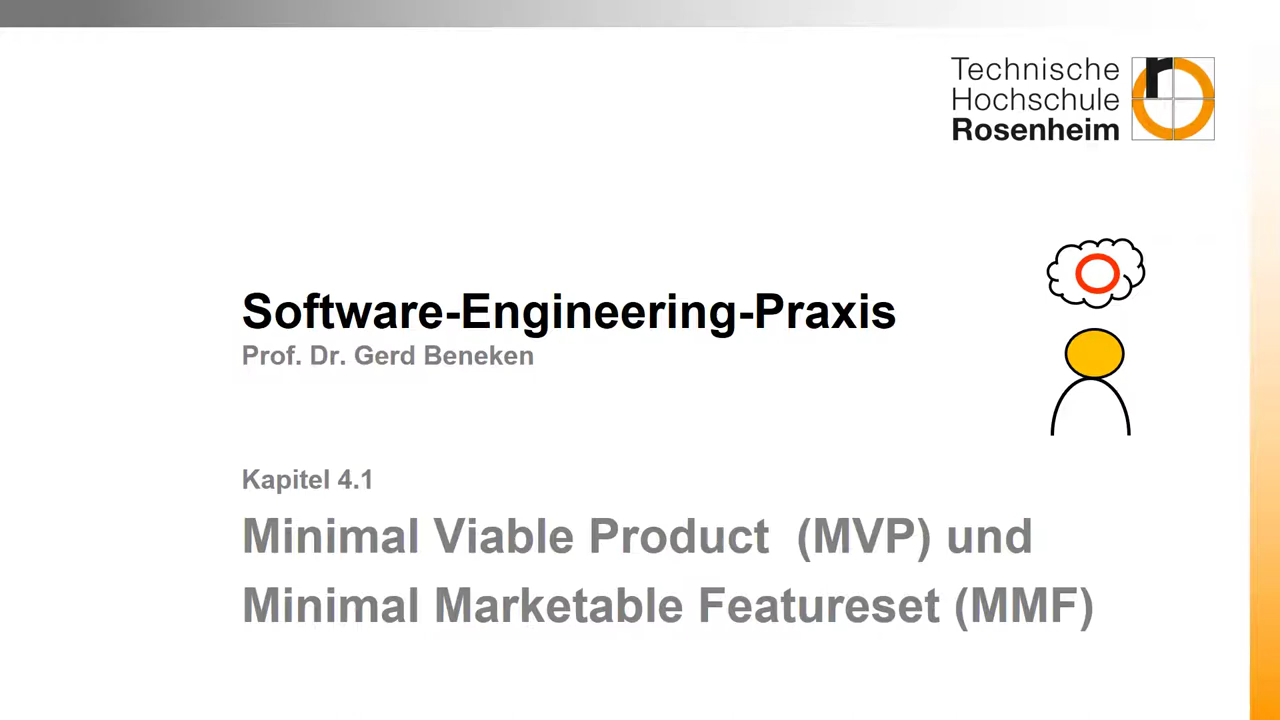 Technische
Hochschule
Rosenheim
Software-Engineering-Praxis
Prof. Dr. Gerd Beneken
Kapitel 4.1
Minimal Viable Product (MVP) und
Minimal Marketable Featureset (MMF)